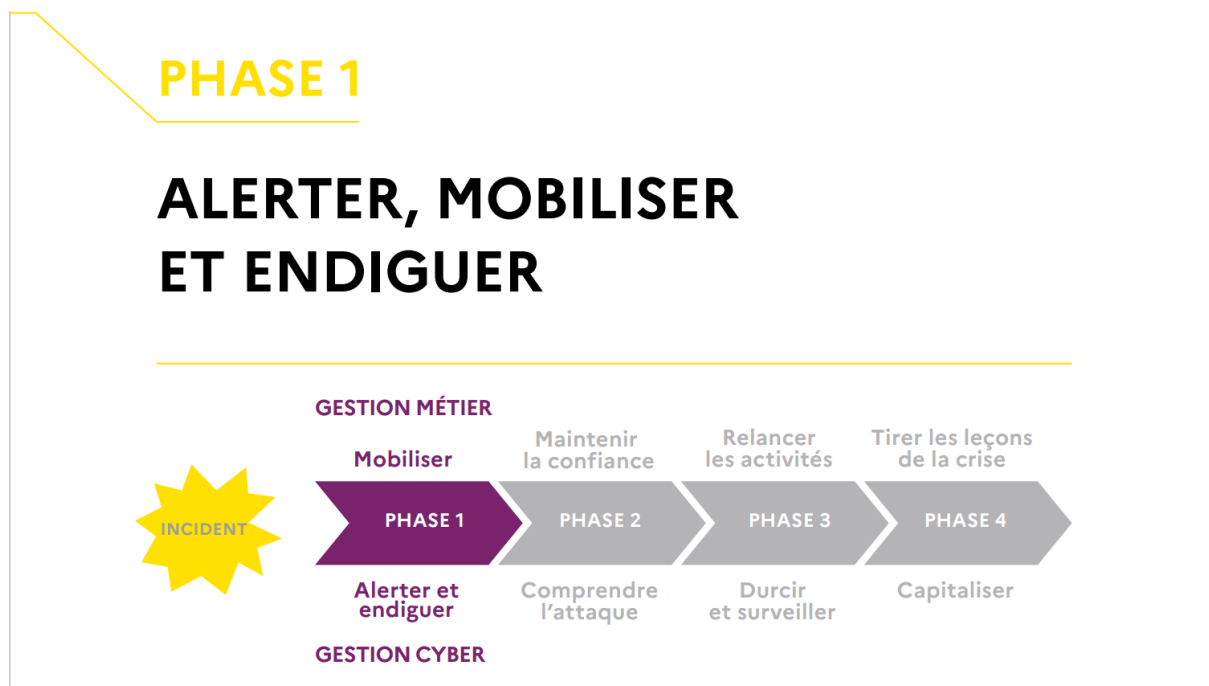 PHASE 1
ALERTER, MOBILISER
ET ENDIGUER
GESTION MÉTIER
Mobiliser
Maintenir
la confiance
Relancer
les activités
Tirer les leçons
de la crise
INCIDENT
PHASE 1
PHASE 2
PHASE 3
PHASE 4
Alerter et
endiguer
Comprendre
l’attaque
Durcir
et surveiller
Capitaliser
GESTION CYBER